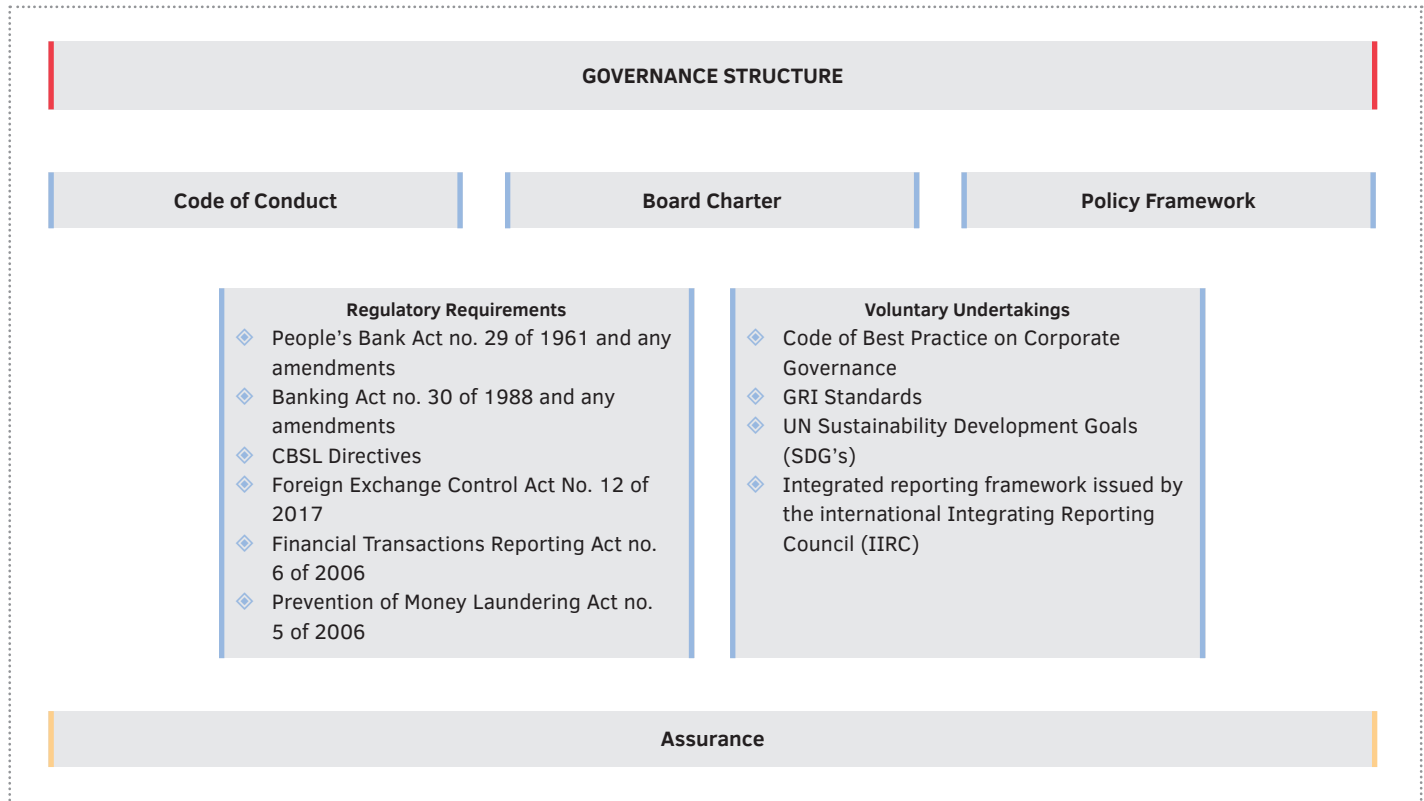 GOVERNANCE STRUCTURE
Code of Conduct
Board Charter
Policy Framework
Regulatory Requirements
People's Bank Act no. 29 of 1961 and any
amendments
Banking Act no. 30 of 1988 and any
amendments
CBSL Directives
Foreign Exchange Control Act No. 12 of
2017
Financial Transactions Reporting Act no.
6 of 2006
Prevention of Money Laundering Act no.
5 of 2006
Voluntary Undertakings
Code of Best Practice on Corporate
Governance
GRI Standards
UN Sustainability Development Goals
(SDG's)
Integrated reporting framework issued by
the international Integrating Reporting
Council (IIRC)
Assurance